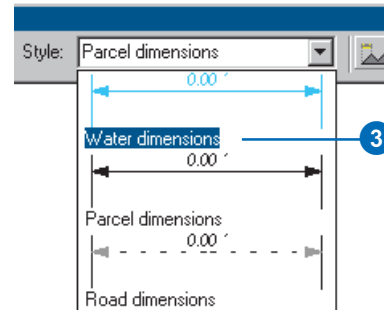 Style: Parcel dimensions
0.00 '
Water dimensions 3
0.00 '
Parcel dimensions
0.00 '
Road dimensions